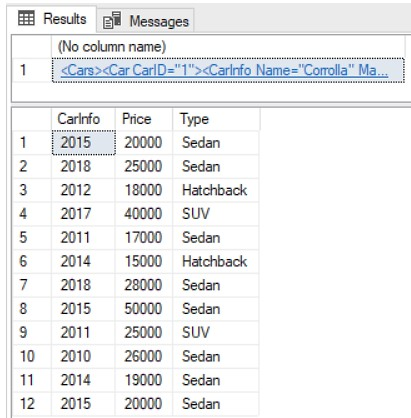 Results Messages
(No column name)
1 <Cars><Car CarID="1"><CarInfo Name="Corrolla" Ma...
CarInfo Price Type
1 2015 20000 Sedan
2 2018 25000 Sedan
3 2012 18000 Hatchback
4 2017 40000 SUV
5 2011 17000 Sedan
6 2014 15000 Hatchback
7 2018 28000 Sedan
8 2015 50000 Sedan
9 2011 25000 SUV
10 2010 26000 Sedan
11 2014 19000 Sedan
12 2015 20000 Sedan